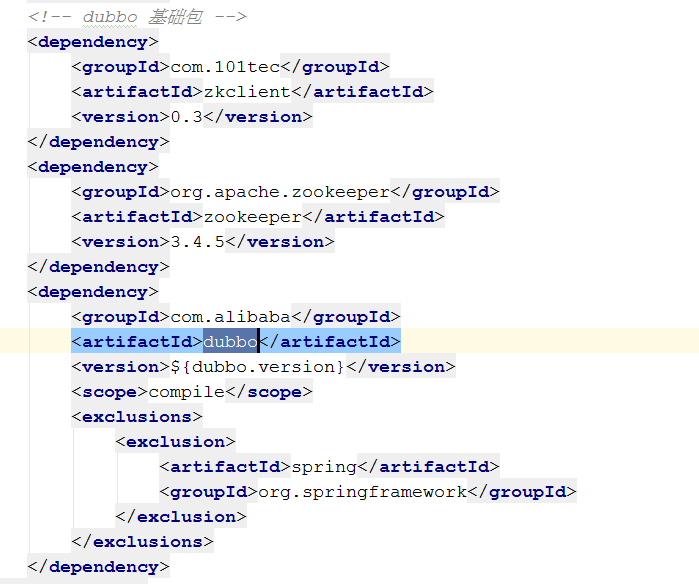 <!-- dubbo 基础包 -->
<dependency>
<groupId>com.101tec</groupId>
<artifactId>zkclient</artifactId>
<version>0.3</version>
</dependency>
<dependency>
<groupId>org.apache.zookeeper</groupId>
<artifactId>zookeeper</artifactId>
<version>3.4.5</version>
</dependency>
<dependency>
<groupId>com.alibaba</groupId>
<artifactId>dubbo</artifactId>
<version>${dubbo.version}</version>
<scope>compile</scope>
<exclusions>
<exclusion>
<artifactId>spring</artifactId>
<groupId>org.springframework</groupId>
</exclusion>
</exclusions>
</dependency>